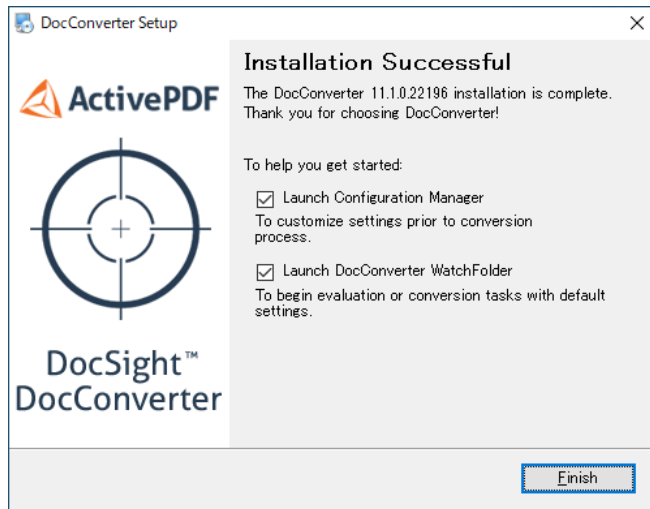 DocConverter Setup
Installation Successful
The DocConverter 11.1.0.22196 installation is complete.
Thank you for choosing DocConverter!
ActivePDF
To help you get started:
Launch Configuration Manager
To customize settings prior to conversion
process.
Launch DocConverter WatchFolder
To begin evaluation or conversion tasks with default
settings.
DocSight™
DocConverter
Finish